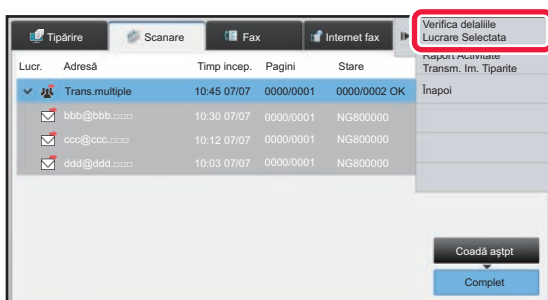 Tipărire
Scanare
Fax
Internet fax
Verifica delaliile
Lucrare Selectata
Raport Activitate
Transm. Im. Tiparite
Înapoi
Lucr. Adresă Timp incep. Pagini Stare
Trans.multiple 10:45 07/07 0000/0001 0000/0002 OK
bbb@bbb.□□□ 10:30 07/07 0000/0001 NG800000
ccc@ccc.□□□ 10:12 07/07 0000/0001 NG800000
ddd@ddd.□□□ 10:03 07/07 0000/0001 NG800000
Coadă aştpt
Complet